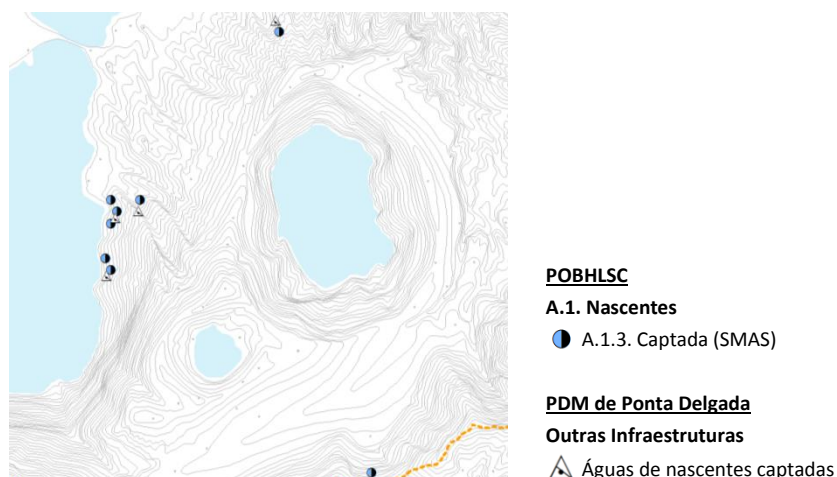 POBHLSC
A.1. Nascentes
A.1.3. Captada (SMAS)
PDM de Ponta Delgada
Outras Infraestruturas
Águas de nascentes captadas